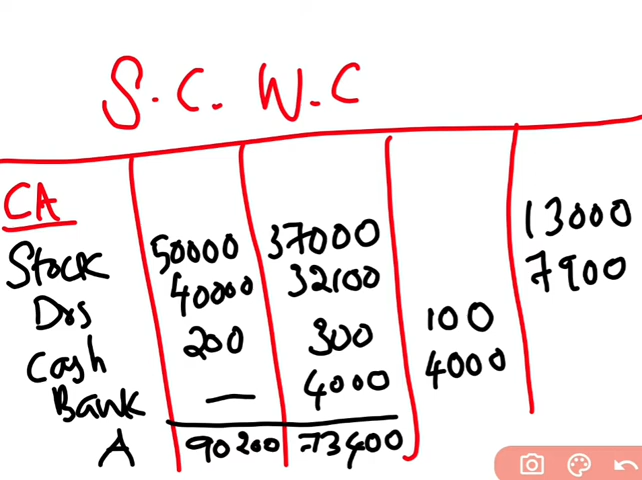 S.C.W.C
CA
Stock 50000 37000 13000
Drs 40000 32100 7900
Cash 200 300 100
Bank — 4000 4000
A 90200 73400